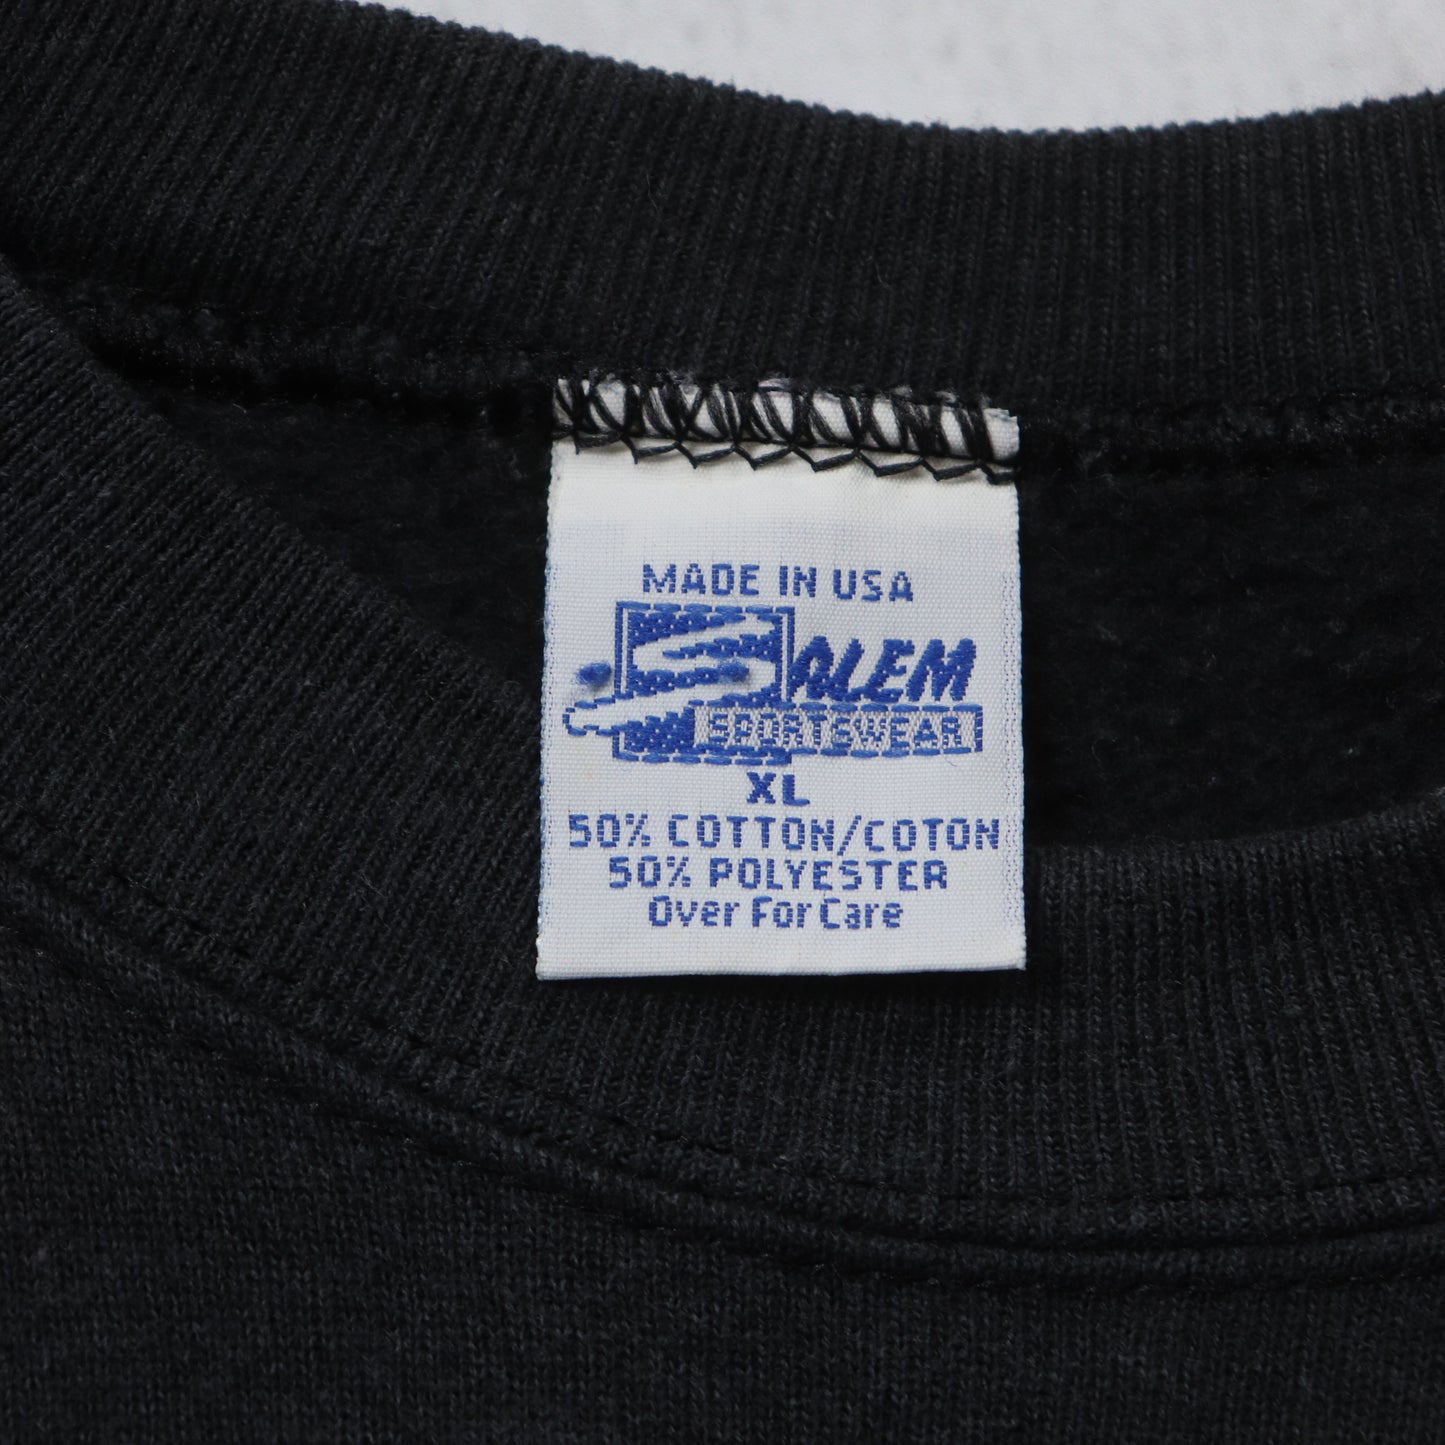 MADE IN USA
SALEM
SPORTSWEAR
XL
50% COTTON/COTON
50% POLYESTER
Over For Care